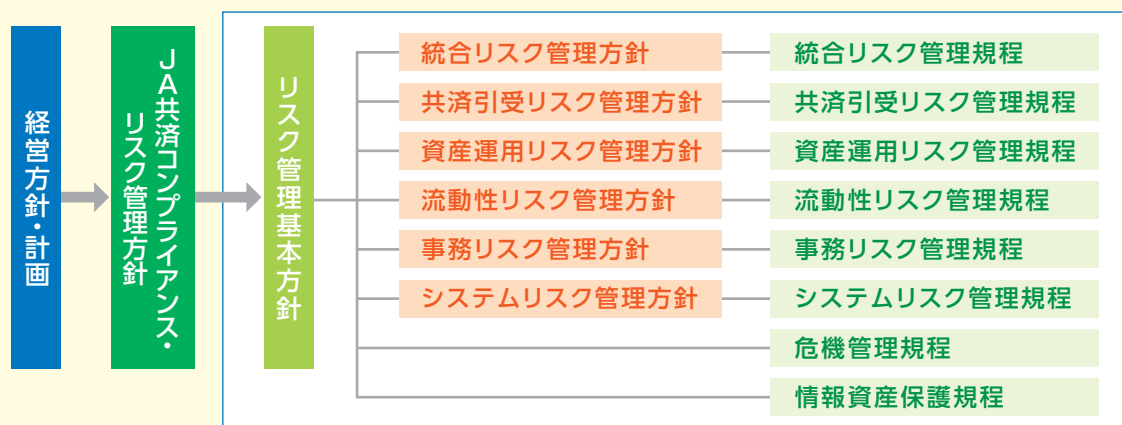 経営方針・計画
JA共済コンプライアンス・
リスク管理方針
リスク管理基本方針
統合リスク管理方針
統合リスク管理規程
共済引受リスク管理方針
共済引受リスク管理規程
資産運用リスク管理方針
資産運用リスク管理規程
流動性リスク管理方針
流動性リスク管理規程
事務リスク管理方針
事務リスク管理規程
システムリスク管理方針
システムリスク管理規程
危機管理規程
情報資産保護規程